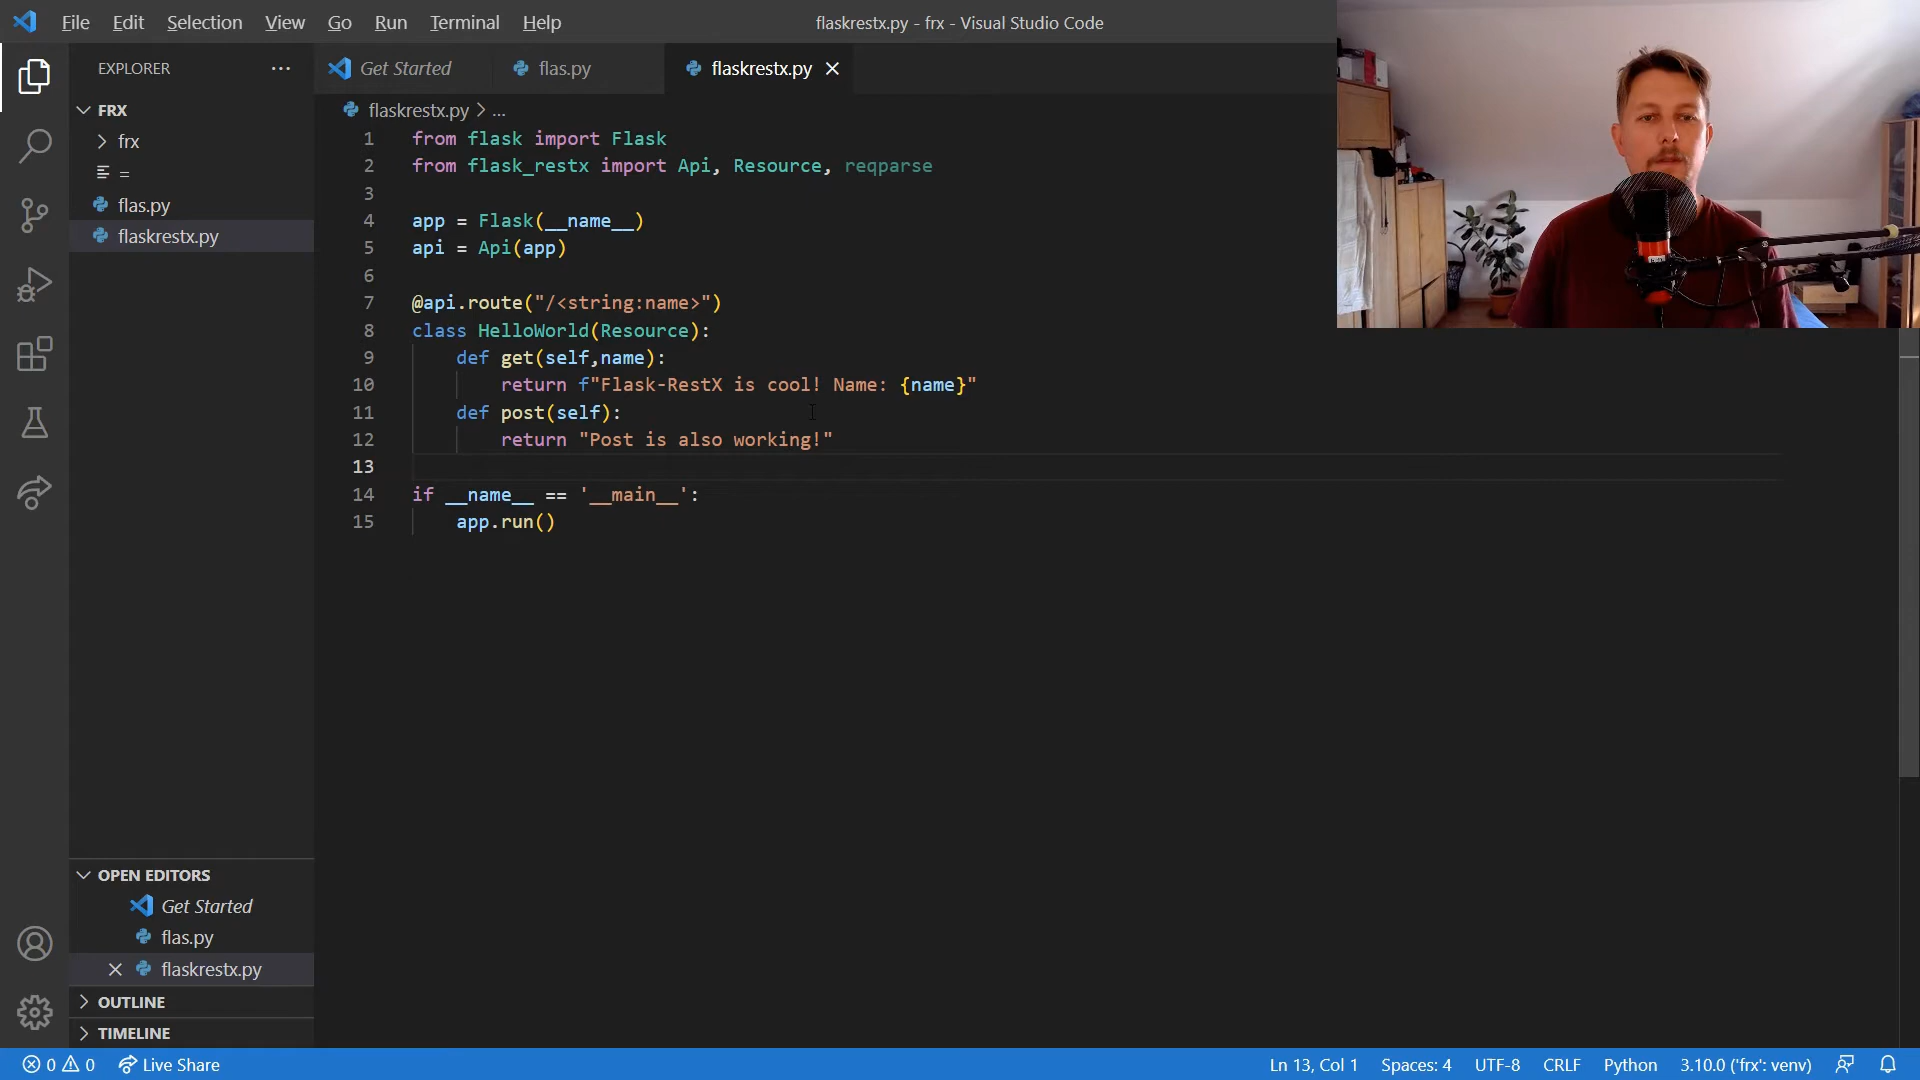 File Edit Selection View Go Run Terminal Help
flaskrestx.py - frx - Visual Studio Code
EXPLORER
Get Started
flas.py
flaskrestx.py
FRX
frx
=
flas.py
flaskrestx.py
flaskrestx.py > ...
1 from flask import Flask
2 from flask_restx import Api, Resource, reqparse
3
4 app = Flask(__name__)
5 api = Api(app)
6
7 @api.route("/<string:name>")
8 class HelloWorld(Resource):
9 def get(self,name):
10 return f"Flask-RestX is cool! Name: {name}"
11 def post(self):
12 return "Post is also working!"
13
14 if __name__ == '__main__':
15 app.run()
OPEN EDITORS
Get Started
flas.py
flaskrestx.py
OUTLINE
TIMELINE
0 0 Live Share
Ln 13, Col 1 Spaces: 4 UTF-8 CRLF Python 3.10.0 ('frx': venv)